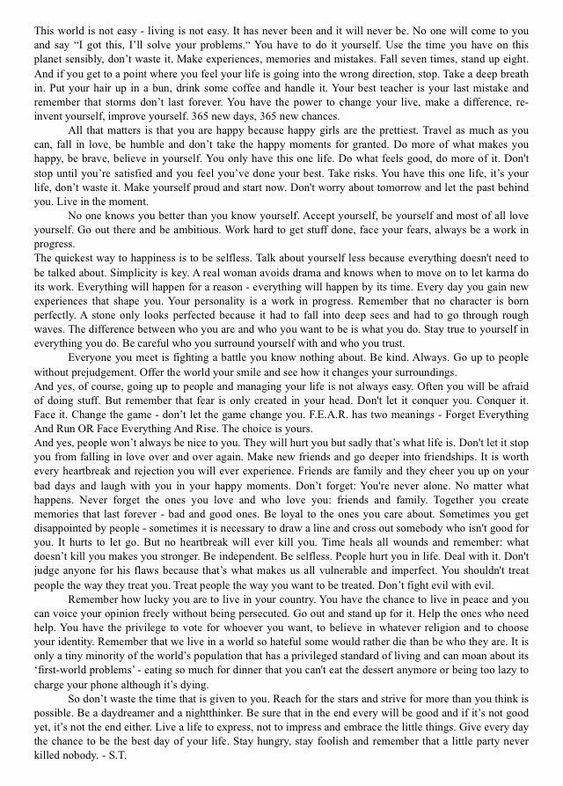 This world is not easy - living is not easy. It has never been and it will never be. No one will come to you
and say “I got this, I’ll solve your problems.“ You have to do it yourself. Use the time you have on this
planet sensibly, don’t waste it. Make experiences, memories and mistakes. Fall seven times, stand up eight.
And if you get to a point where you feel your life is going into the wrong direction, stop. Take a deep breath
in. Put your hair up in a bun, drink some coffee and handle it. Your best teacher is your last mistake and
remember that storms don’t last forever. You have the power to change your live, make a difference, re-
invent yourself, improve yourself. 365 new days, 365 new chances.
All that matters is that you are happy because happy girls are the prettiest. Travel as much as you
can, fall in love, be humble and don’t take the happy moments for granted. Do more of what makes you
happy, be brave, believe in yourself. You only have this one life. Do what feels good, do more of it. Don't
stop until you’re satisfied and you feel you’ve done your best. Take risks. You have this one life, it’s your
life, don’t waste it. Make yourself proud and start now. Don't worry about tomorrow and let the past behind
you. Live in the moment.
No one knows you better than you know yourself. Accept yourself, be yourself and most of all love
yourself. Go out there and be ambitious. Work hard to get stuff done, face your fears, always be a work in
progress.
The quickest way to happiness is to be selfless. Talk about yourself less because everything doesn't need to
be talked about. Simplicity is key. A real woman avoids drama and knows when to move on to let karma do
its work. Everything will happen for a reason - everything will happen by its time. Every day you gain new
experiences that shape you. Your personality is a work in progress. Remember that no character is born
perfectly. A stone only looks perfected because it had to fall into deep sees and had to go through rough
waves. The difference between who you are and who you want to be is what you do. Stay true to yourself in
everything you do. Be careful who you surround yourself with and who you trust.
Everyone you meet is fighting a battle you know nothing about. Be kind. Always. Go up to people
without prejudgement. Offer the world your smile and see how it changes your surroundings.
And yes, of course, going up to people and managing your life is not always easy. Often you will be afraid
of doing stuff. But remember that fear is only created in your head. Don't let it conquer you. Conquer it.
Face it. Change the game - don’t let the game change you. F.E.A.R. has two meanings - Forget Everything
And Run OR Face Everything And Rise. The choice is yours.
And yes, people won’t always be nice to you. They will hurt you but sadly that’s what life is. Don't let it stop
you from falling in love over and over again. Make new friends and go deeper into friendships. It is worth
every heartbreak and rejection you will ever experience. Friends are family and they cheer you up on your
bad days and laugh with you in your happy moments. Don’t forget: You're never alone. No matter what
happens. Never forget the ones you love and who love you: friends and family. Together you create
memories that last forever - bad and good ones. Be loyal to the ones you care about. Sometimes you get
disappointed by people - sometimes it is necessary to draw a line and cross out somebody who isn't good for
you. It hurts to let go. But no heartbreak will ever kill you. Time heals all wounds and remember: what
doesn’t kill you makes you stronger. Be independent. Be selfless. People hurt you in life. Deal with it. Don't
judge anyone for his flaws because that’s what makes us all vulnerable and imperfect. You shouldn't treat
people the way they treat you. Treat people the way you want to be treated. Don’t fight evil with evil.
Remember how lucky you are to live in your country. You have the chance to live in peace and you
can voice your opinion freely without being persecuted. Go out and stand up for it. Help the ones who need
help. You have the privilege to vote for whoever you want, to believe in whatever religion and to choose
your identity. Remember that we live in a world so hateful some would rather die than be who they are. It is
only a tiny minority of the world’s population that has a privileged standard of living and can moan about its
‘first-world problems’ - eating so much for dinner that you can't eat the dessert anymore or being too lazy to
charge your phone although it’s dying.
So don’t waste the time that is given to you. Reach for the stars and strive for more than you think is
possible. Be a daydreamer and a nightthinker. Be sure that in the end every will be good and if it’s not good
yet, it’s not the end either. Live a life to express, not to impress and embrace the little things. Give every day
the chance to be the best day of your life. Stay hungry, stay foolish and remember that a little party never
killed nobody. - S.T.